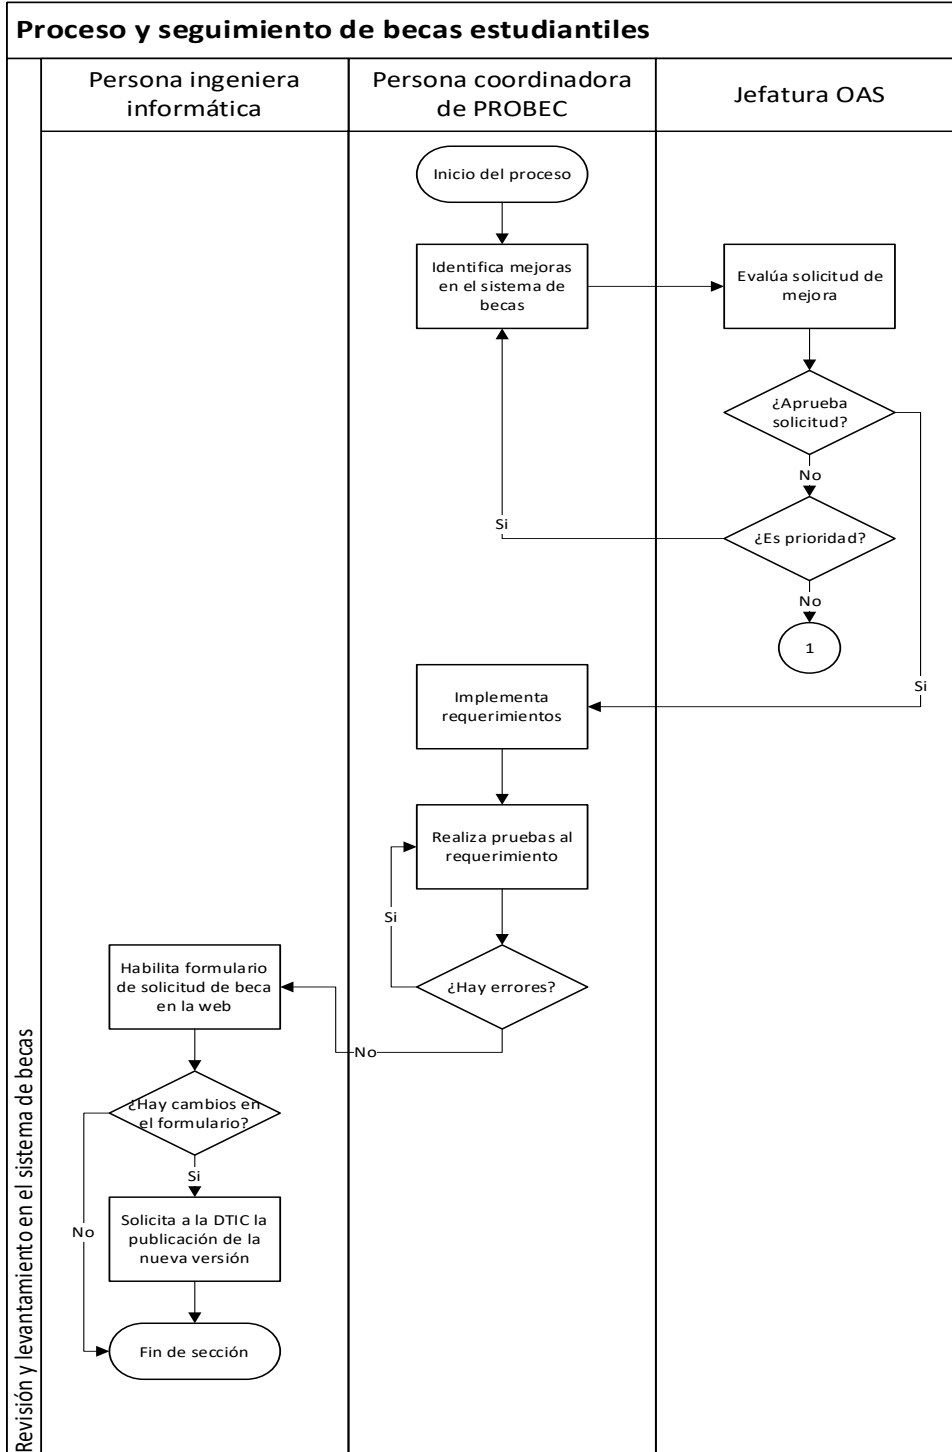 Proceso y seguimiento de becas estudiantiles
Persona ingeniera
informática
Persona coordinadora
de PROBEC
Jefatura OAS
Inicio del proceso
Identifica mejoras
en el sistema de
becas
Evalúa solicitud de
mejora
¿Aprueba
solicitud?
No
¿Es prioridad?
Si
No
1
Si
Implementa
requerimientos
Realiza pruebas al
requerimiento
Si
¿Hay errores?
No
Habilita formulario
de solicitud de beca
en la web
¿Hay cambios en
el formulario?
Si
No
Solicita a la DTIC la
publicación de la
nueva versión
Fin de sección
Revisión y levantamiento en el sistema de becas